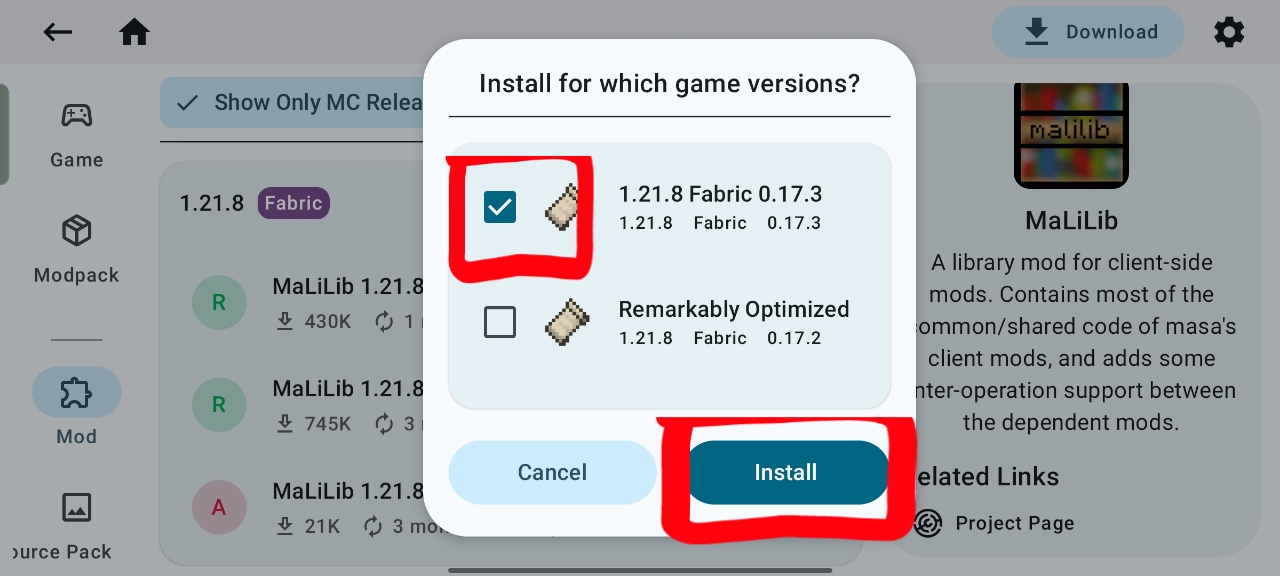 Download
Show Only MC Relea
Game
Modpack
Mod
ource Pack
1.21.8 Fabric
R
MaLiLib 1.21.8
430K 1
R
MaLiLib 1.21.8
745K 3
A
MaLiLib 1.21.8
21K 3 mo
Install for which game versions?
1.21.8 Fabric 0.17.3
1.21.8 Fabric 0.17.3
Remarkably Optimized
1.21.8 Fabric 0.17.2
Cancel
Install
malilib
MaLiLib
A library mod for client-side
mods. Contains most of the
common/shared code of masa's
client mods, and adds some
nter-operation support between
the dependent mods.
elated Links
Project Page